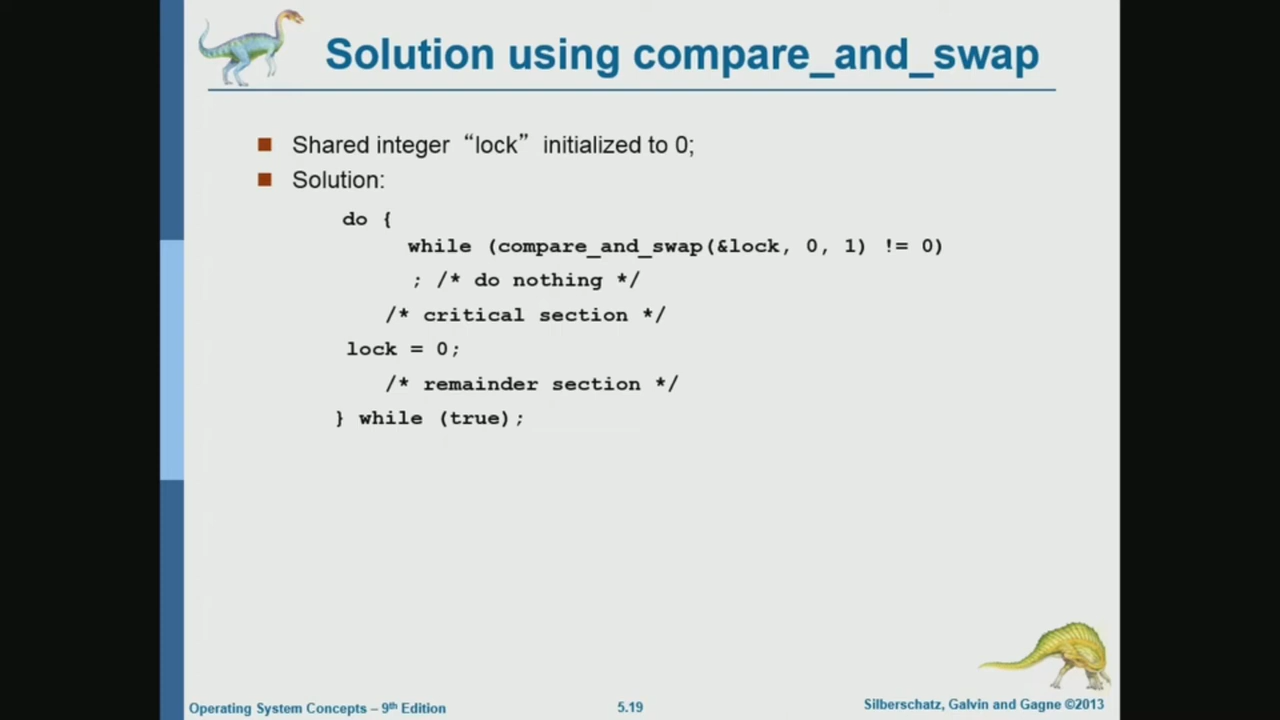 Solution using compare_and_swap
Shared integer “lock” initialized to 0;
Solution:
do {
while (compare_and_swap(&lock, 0, 1) != 0)
; /* do nothing */
/* critical section */
lock = 0;
/* remainder section */
} while (true);
Operating System Concepts – 9th Edition
5.19
Silberschatz, Galvin and Gagne ©2013